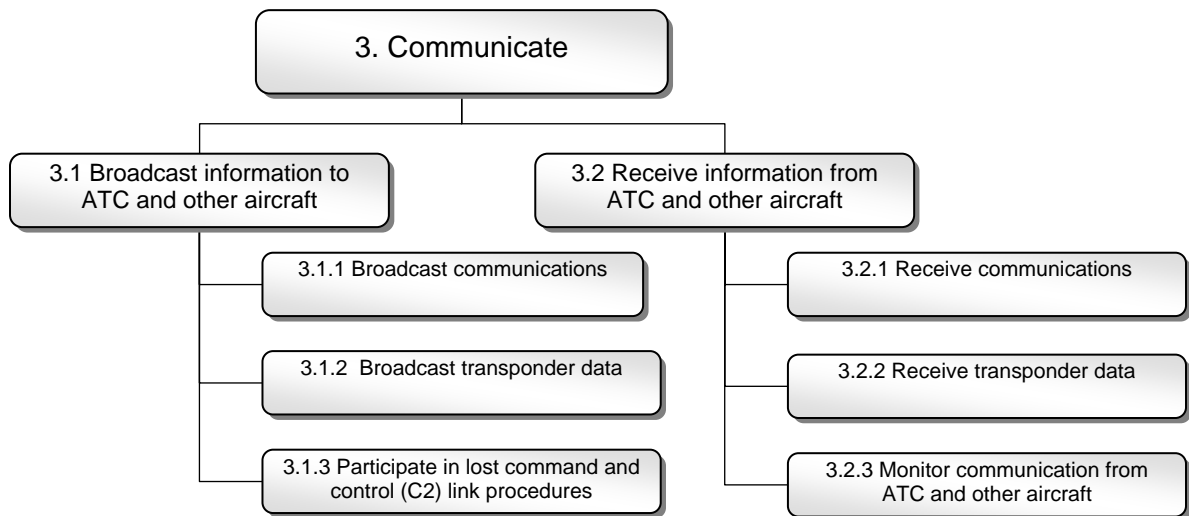 3. Communicate
3.1 Broadcast information to
ATC and other aircraft
3.2 Receive information from
ATC and other aircraft
3.1.1 Broadcast communications
3.2.1 Receive communications
3.1.2  Broadcast transponder data
3.2.2 Receive transponder data
3.1.3 Participate in lost command and
control (C2) link procedures
3.2.3 Monitor communication from
ATC and other aircraft